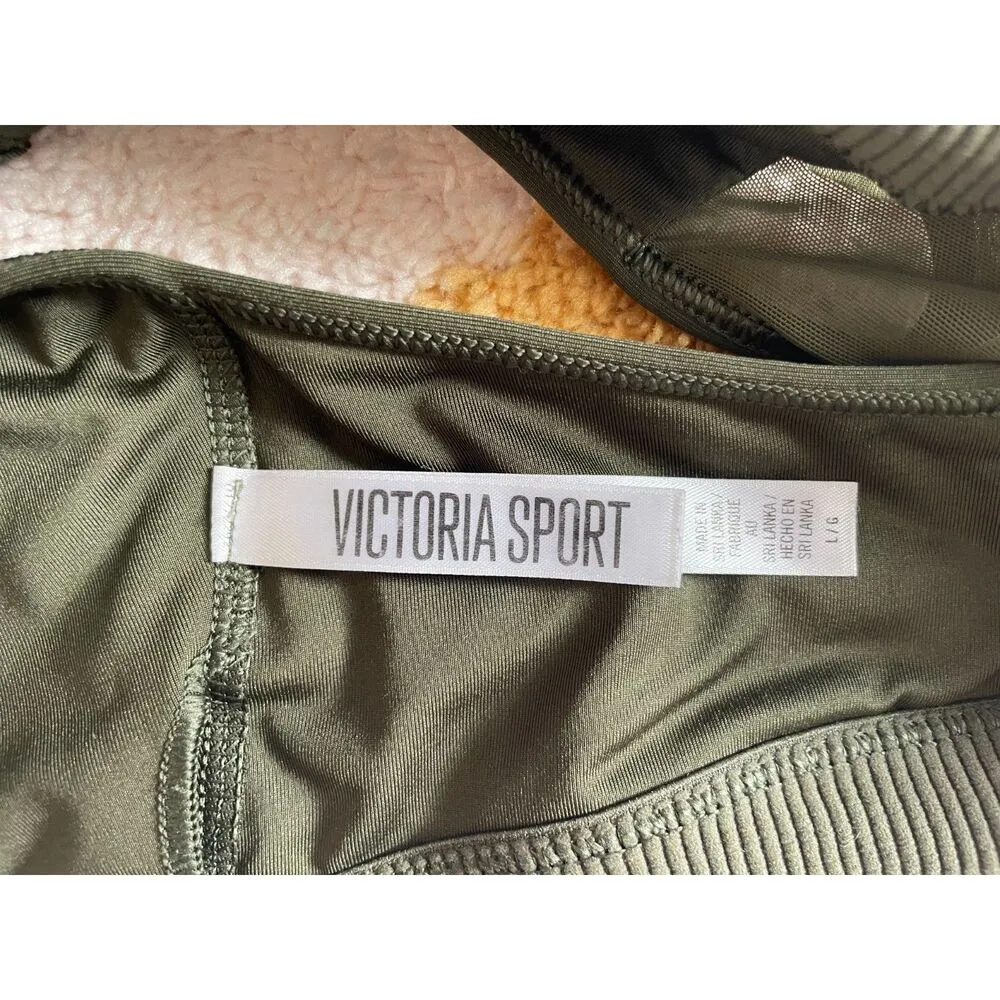 VICTORIA SPORT
MADE IN
SRI LANKA /
FABRIQUÉ
AU
SRI LANKA /
HECHO EN
SRI LANKA
L / G